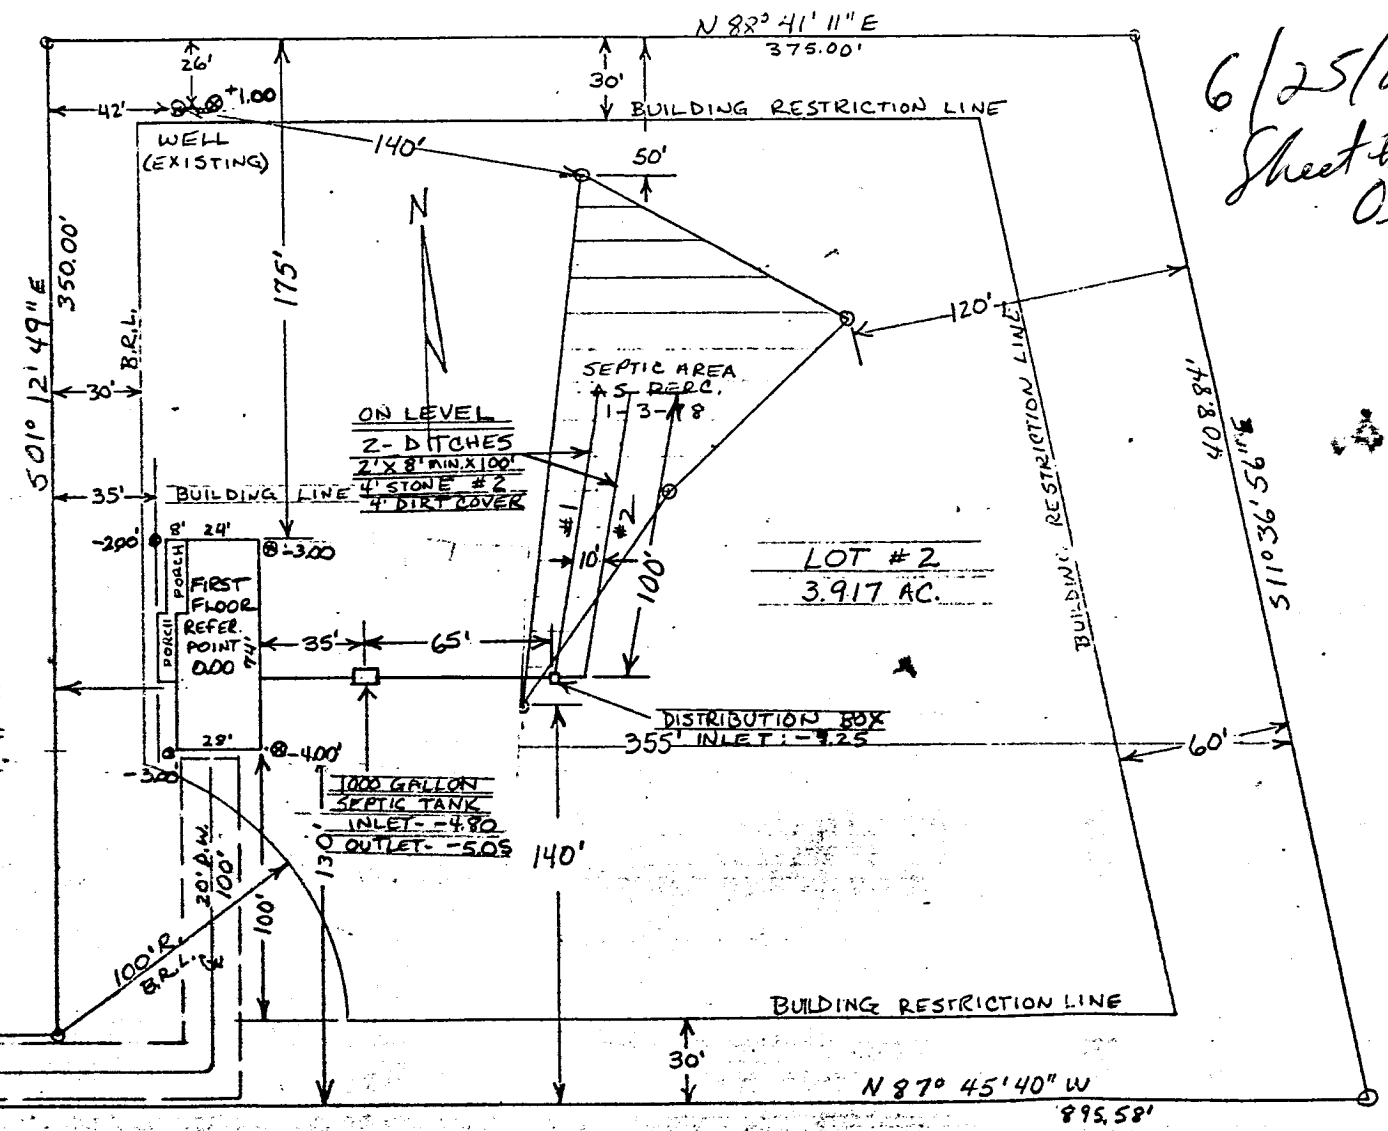 N 88° 41' 11" E
375.00'
26'
+1.00
42'
30'
BUILDING RESTRICTION LINE
6/25/
Sheet
WELL
(EXISTING)
140'
50'
N
175'
350.00'
S 01° 12' 49" E
B.R.L.
120'
30'
SEPTIC AREA
AS PERC.
1-3-78
ON LEVEL
2- DITCHES
2' X 8' MIN. X 100'
4' STONE #2
4' DIRT COVER
408.84'
S 11° 36' 56" E
BUILDING RESTRICTION LINE
35'
BUILDING LINE
#1
#2
10'
100'
-2.00'
8'
24'
-3.00
PORCH
FIRST
FLOOR
REFER.
POINT
0.00
PORCH
74'
35'
65'
LOT # 2
3.917 AC.
DISTRIBUTION BOX
355'
INLET: -
.25
60'
28'
-4.00'
-3.00'
1000 GALLON
SEPTIC TANK
INLET- -4.80
OUTLET- -5.05
130'
140'
20' D.W.
100'
100'
100' R.
B.R.L.
BUILDING RESTRICTION LINE
30'
N 87° 45' 40" W
895.58'